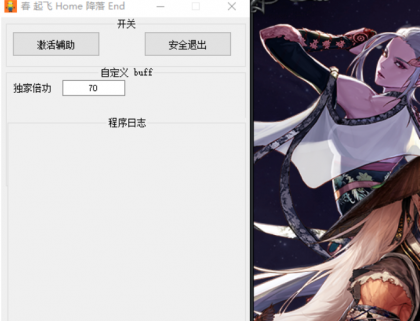 春 起飞 Home 降落 End
开关
激活辅助
安全退出
自定义 buff
独家倍功
70
程序日志